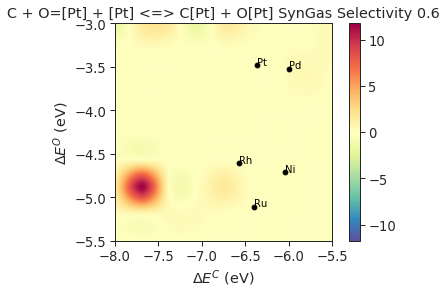 C + O=[Pt] + [Pt] <=> C[Pt] + O[Pt] SynGas Selectivity 0.6
−3.0
−3.5
−4.0
−4.5
−5.0
−5.5
ΔE^O (eV)
Pt
Pd
Rh
Ni
Ru
−8.0 −7.5 −7.0 −6.5 −6.0 −5.5
ΔE^C (eV)
10
5
0
−5
−10